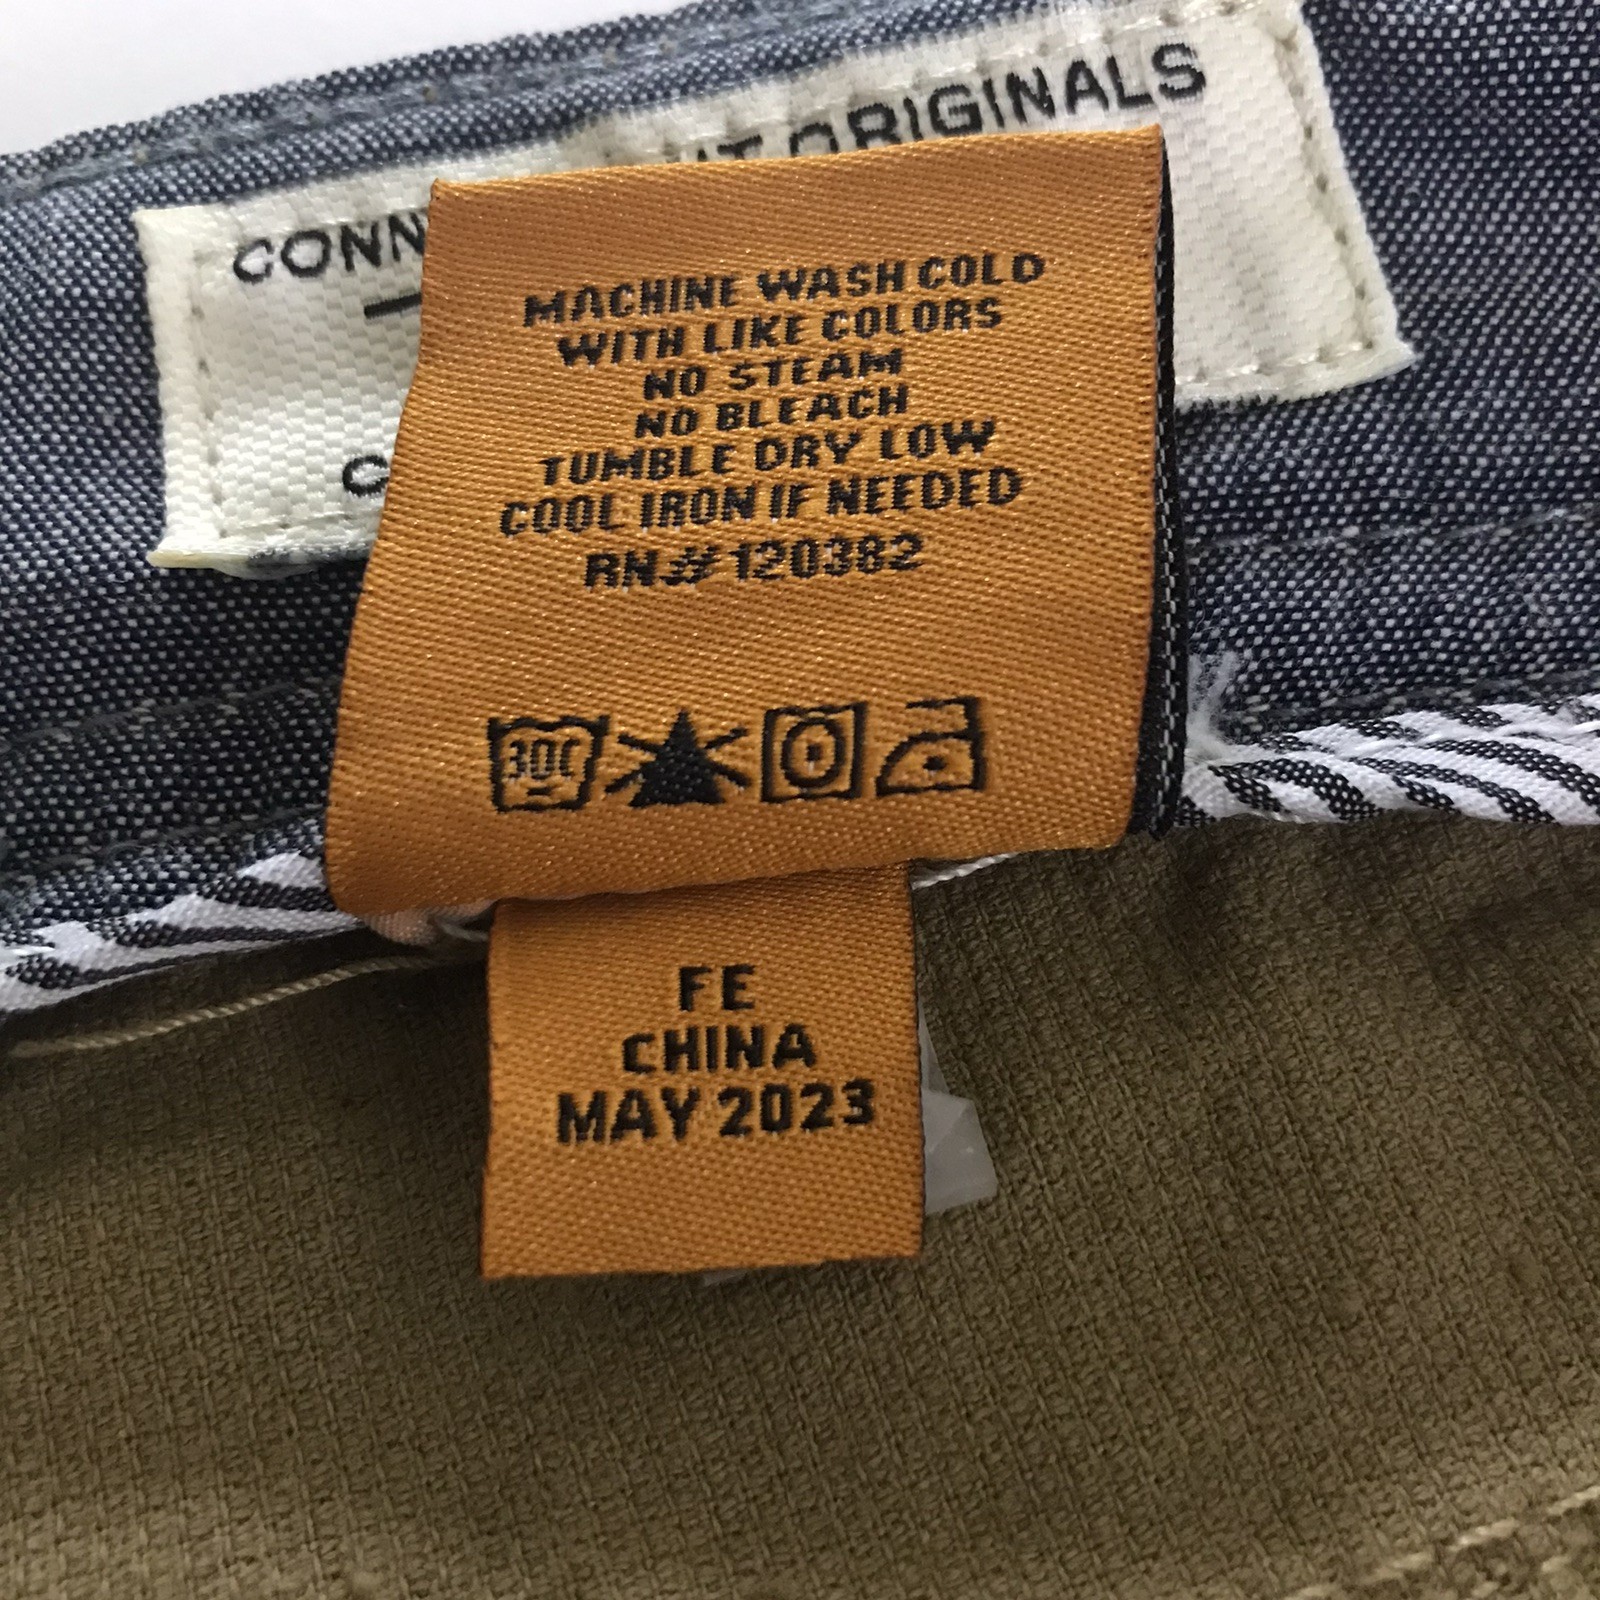 ORIGINALS
CONN
MACHINE WASH COLD
WITH LIKE COLORS
NO STEAM
NO BLEACH
TUMBLE DRY LOW
COOL IRON IF NEEDED
RN# 120382
30C
FE
CHINA
MAY 2023